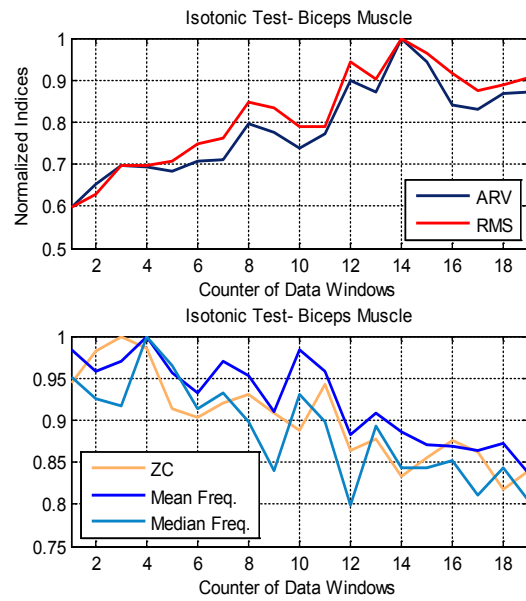 Isotonic Test- Biceps Muscle
Normalized Indices
1
0.9
0.8
0.7
0.6
0.5
ARV
RMS
2 4 6 8 10 12 14 16 18
Counter of Data Windows
Isotonic Test- Biceps Muscle
1
0.95
0.9
0.85
0.8
0.75
ZC
Mean Freq.
Median Freq.
2 4 6 8 10 12 14 16 18
Counter of Data Windows